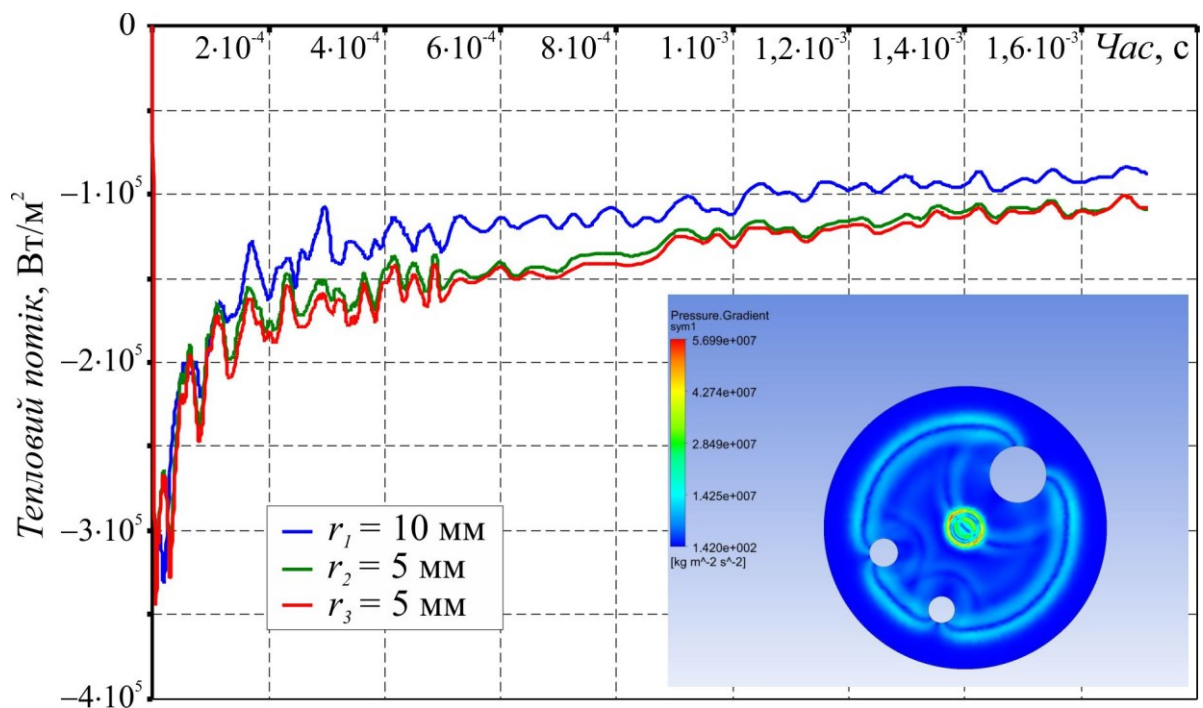 0
2·10⁻⁴ 4·10⁻⁴ 6·10⁻⁴ 8·10⁻⁴ 1·10⁻³ 1,2·10⁻³ 1,4·10⁻³ 1,6·10⁻³ Час, с
Тепловий потік, Вт/м²
–1·10⁵
–2·10⁵
–3·10⁵
–4·10⁵
r₁ = 10 мм
r₂ = 5 мм
r₃ = 5 мм
Pressure.Gradient
sym1
5.699e+007
4.274e+007
2.849e+007
1.425e+007
1.420e+002
[kg m^-2 s^-2]